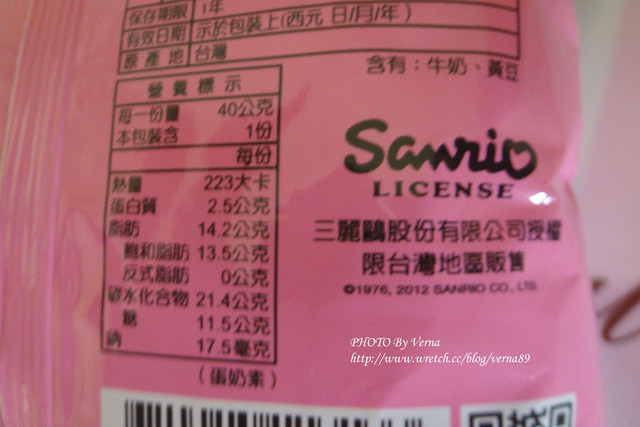 保存期限 1年
有效日期 示於包裝上(西元 日/月/年)
原產地 台灣
含有：牛奶、黃豆
營養標示
每一份量 40公克
本包裝含 1份
每份
熱量 223大卡
蛋白質 2.5公克
脂肪 14.2公克
飽和脂肪 13.5公克
反式脂肪 0公克
碳水化合物 21.4公克
糖 11.5公克
鈉 17.5毫克
(蛋奶素)
Sanrio
LICENSE
三麗鷗股份有限公司授權
限台灣地區販售
©1976, 2012 SANRIO CO., LTD.
PHOTO By Verna
http://www.wretch.cc/blog/verna89